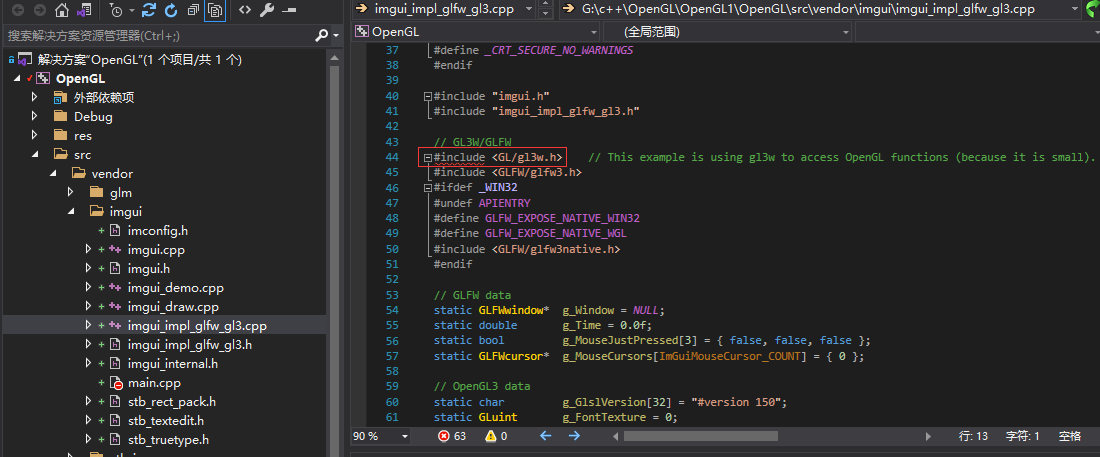 imgui_impl_glfw_gl3.cpp
G:\c++\OpenGL\OpenGL1\OpenGL\src\vendor\imgui\imgui_impl_glfw_gl3.cpp
搜索解决方案资源管理器(Ctrl+;)
OpenGL
(全局范围)
解决方案"OpenGL"(1 个项目/共 1 个)
OpenGL
外部依赖项
Debug
res
src
vendor
glm
imgui
imconfig.h
imgui.cpp
imgui.h
imgui_demo.cpp
imgui_draw.cpp
imgui_impl_glfw_gl3.cpp
imgui_impl_glfw_gl3.h
imgui_internal.h
main.cpp
stb_rect_pack.h
stb_textedit.h
stb_truetype.h
37 #define _CRT_SECURE_NO_WARNINGS
38 #endif
39
40 #include "imgui.h"
41 #include "imgui_impl_glfw_gl3.h"
42
43 // GL3W/GLFW
44 #include <GL/gl3w.h> // This example is using gl3w to access OpenGL functions (because it is small).
45 #include <GLFW/glfw3.h>
46 #ifdef _WIN32
47 #undef APIENTRY
48 #define GLFW_EXPOSE_NATIVE_WIN32
49 #define GLFW_EXPOSE_NATIVE_WGL
50 #include <GLFW/glfw3native.h>
51 #endif
52
53 // GLFW data
54 static GLFWwindow* g_Window = NULL;
55 static double g_Time = 0.0f;
56 static bool g_MouseJustPressed[3] = { false, false, false };
57 static GLFWcursor* g_MouseCursors[ImGuiMouseCursor_COUNT] = { 0 };
58
59 // OpenGL3 data
60 static char g_GlslVersion[32] = "#version 150";
61 static GLuint g_FontTexture = 0;
90 % 63 0 行: 13 字符: 1 空格